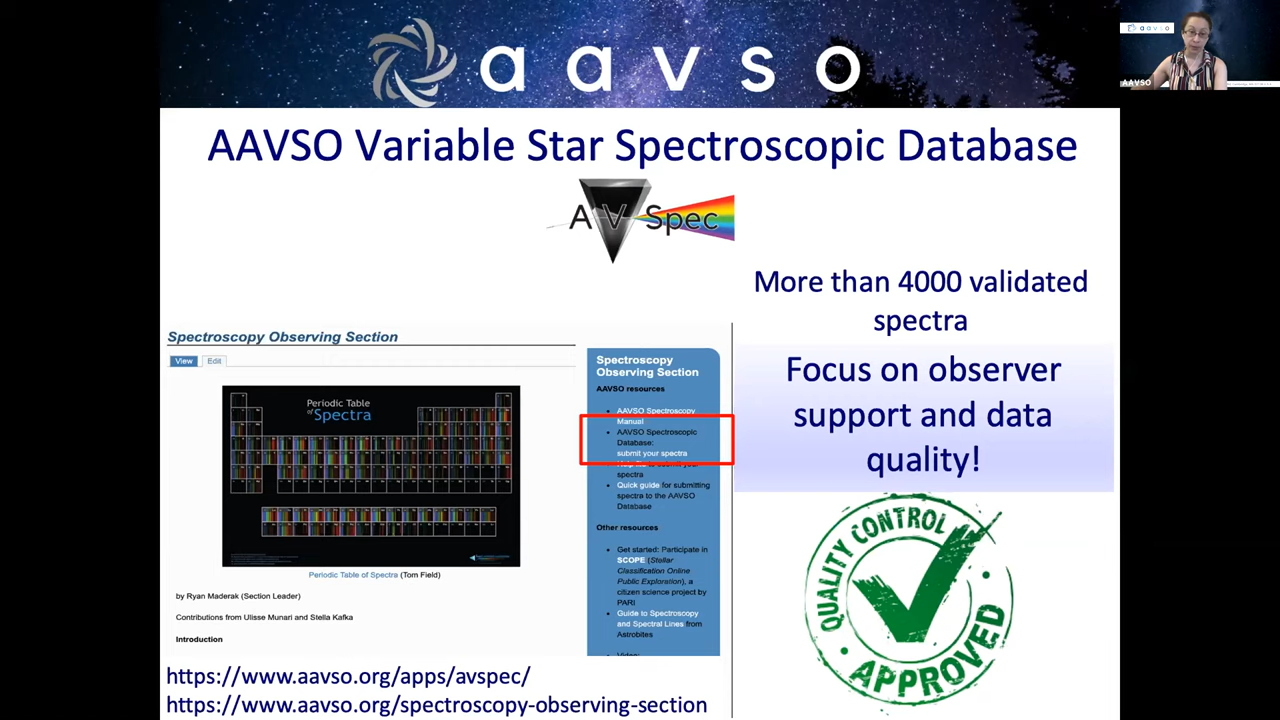 aavso
AAVSO
AAVSO Variable Star Spectroscopic Database
AVSpec
More than 4000 validated
spectra
Focus on observer
support and data
quality!
Spectroscopy Observing Section
View
Edit
Periodic Table
of Spectra
Periodic Table of Spectra (Tom Field)
by Ryan Maderak (Section Leader)
Contributions from Ulisse Munari and Stella Kafka
Introduction
Spectroscopy
Observing Section
AAVSO resources
AAVSO Spectroscopy
Manual
AAVSO Spectroscopic
Database:
submit your spectra
spectra
Quick guide for submitting
spectra to the AAVSO
Database
Other resources
Get started: Participate in
SCOPE (Stellar
Classification Online
Public Exploration), a
citizen science project by
PARI
Guide to Spectroscopy
and Spectral Lines from
Astrobites
QUALITY CONTROL
APPROVED
https://www.aavso.org/apps/avspec/
https://www.aavso.org/spectroscopy-observing-section